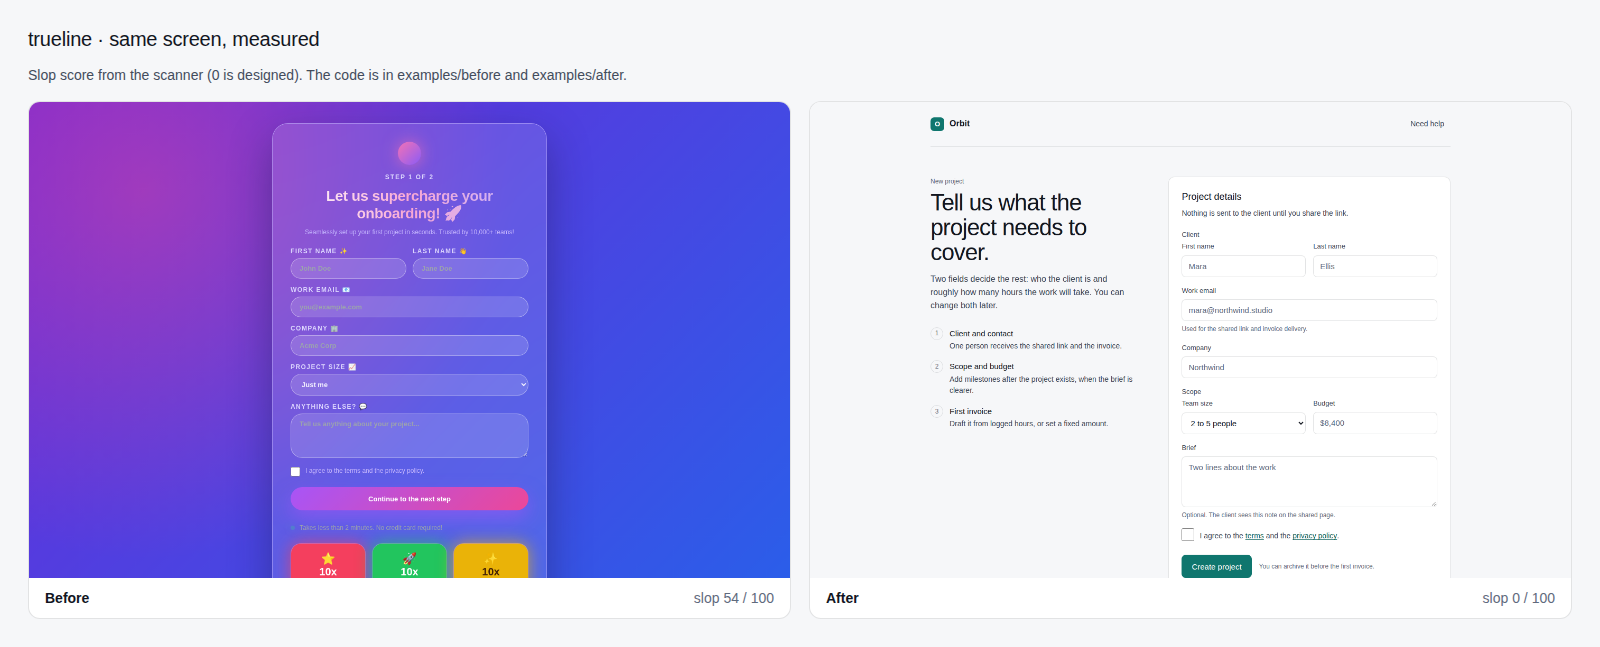 trueline · same screen, measured
Slop score from the scanner (0 is designed). The code is in examples/before and examples/after.
STEP 1 OF 2
Let us supercharge your
onboarding! 🚀
Seamlessly set up your first project in seconds. Trusted by 10,000+ teams!
FIRST NAME ✨
LAST NAME 👋
John Doe
Jane Doe
WORK EMAIL 📧
you@example.com
COMPANY 🏢
Acme Corp
PROJECT SIZE 📈
Just me
ANYTHING ELSE? 💬
Tell us anything about your project...
I agree to the terms and the privacy policy.
Continue to the next step
Takes less than 2 minutes. No credit card required!
⭐ 🚀 ✨
10x
10x
10x
Before
slop 54 / 100
Orbit
Need help
New project
Tell us what the
project needs to
cover.
Two fields decide the rest: who the client is and
roughly how many hours the work will take. You can
change both later.
1 Client and contact
One person receives the shared link and the invoice.
2 Scope and budget
Add milestones after the project exists, when the brief is
clearer.
3 First invoice
Draft it from logged hours, or set a fixed amount.
Project details
Nothing is sent to the client until you share the link.
Client
First name
Last name
Mara
Ellis
Work email
mara@northwind.studio
Used for the shared link and invoice delivery.
Company
Northwind
Scope
Team size
Budget
2 to 5 people
$8,400
Brief
Two lines about the work
Optional. The client sees this note on the shared page.
I agree to the terms and the privacy policy.
Create project
You can archive it before the first invoice.
After
slop 0 / 100